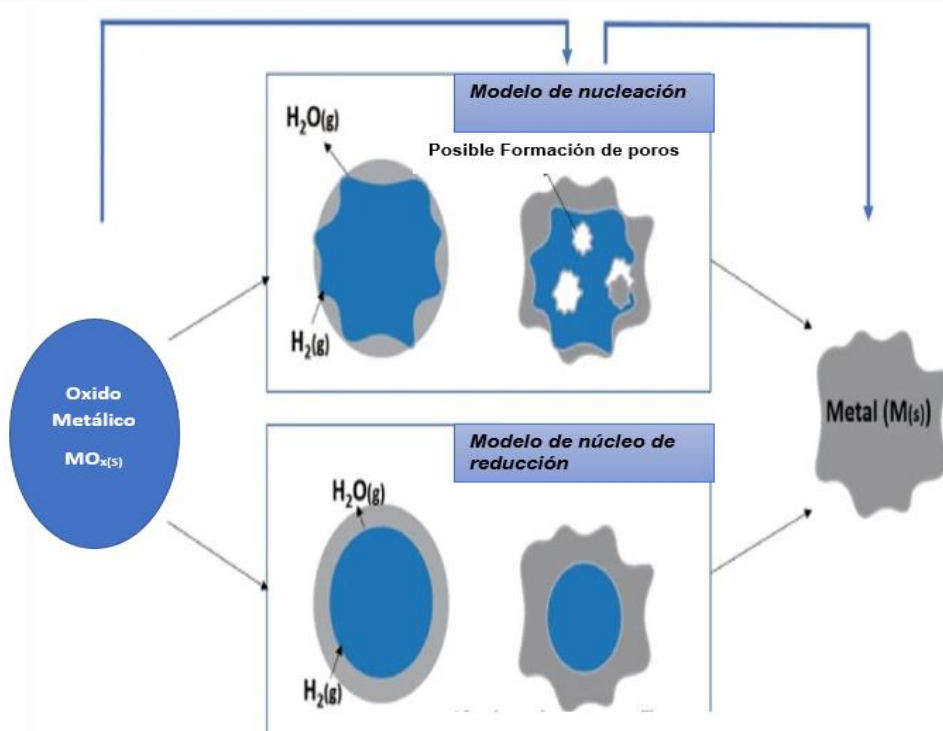 Modelo de nucleación
H₂O(g)
Posible Formación de poros
H₂(g)
Oxido
Metálico
MOₓ₍S₎
Metal (M(s))
Modelo de núcleo de
reducción
H₂O(g)
H₂(g)